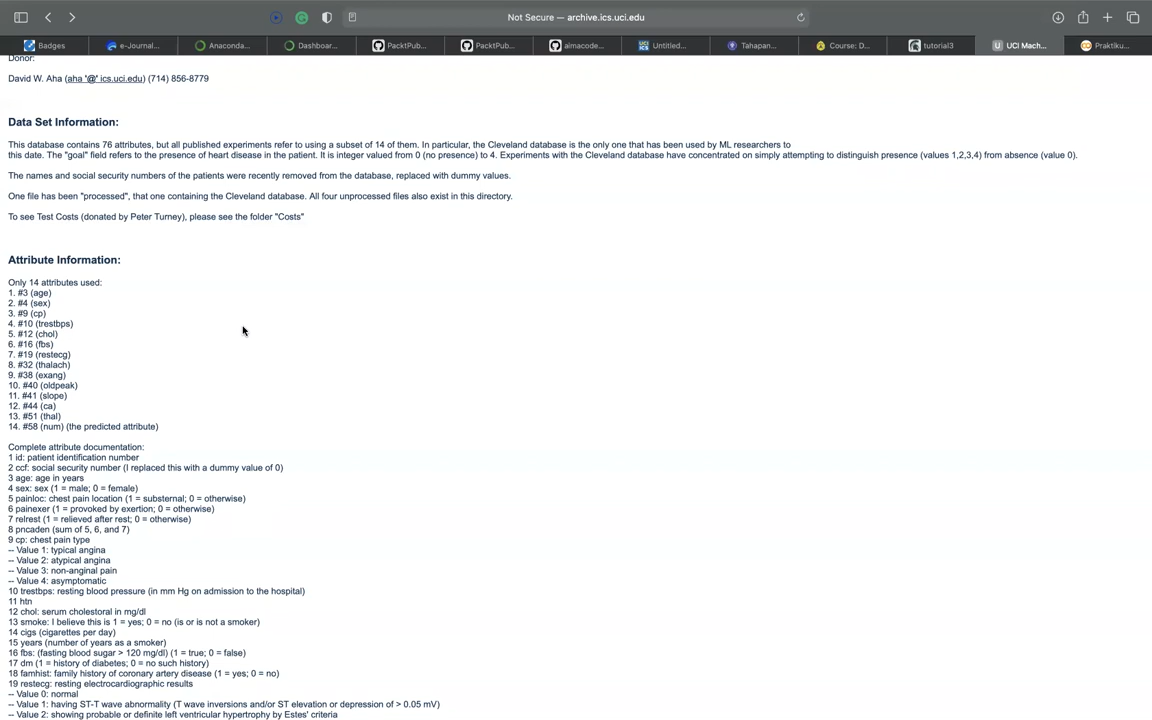 Not Secure — archive.ics.uci.edu
Badges
e-Journal...
Anaconda...
Dashboar...
PacktPub...
PacktPub...
aimacode...
Untitled...
Tahapan...
Course: D...
tutorial3
UCI Mach...
Praktiku...
Donor:
David W. Aha (aha '@' ics.uci.edu) (714) 856-8779
Data Set Information:
This database contains 76 attributes, but all published experiments refer to using a subset of 14 of them. In particular, the Cleveland database is the only one that has been used by ML researchers to
this date. The "goal" field refers to the presence of heart disease in the patient. It is integer valued from 0 (no presence) to 4. Experiments with the Cleveland database have concentrated on simply attempting to distinguish presence (values 1,2,3,4) from absence (value 0).
The names and social security numbers of the patients were recently removed from the database, replaced with dummy values.
One file has been "processed", that one containing the Cleveland database. All four unprocessed files also exist in this directory.
To see Test Costs (donated by Peter Turney), please see the folder "Costs"
Attribute Information:
Only 14 attributes used:
1. #3 (age)
2. #4 (sex)
3. #9 (cp)
4. #10 (trestbps)
5. #12 (chol)
6. #16 (fbs)
7. #19 (restecg)
8. #32 (thalach)
9. #38 (exang)
10. #40 (oldpeak)
11. #41 (slope)
12. #44 (ca)
13. #51 (thal)
14. #58 (num) (the predicted attribute)
Complete attribute documentation:
1 id: patient identification number
2 ccf: social security number (I replaced this with a dummy value of 0)
3 age: age in years
4 sex: sex (1 = male; 0 = female)
5 painloc: chest pain location (1 = substernal; 0 = otherwise)
6 painexer (1 = provoked by exertion; 0 = otherwise)
7 relrest (1 = relieved after rest; 0 = otherwise)
8 pncaden (sum of 5, 6, and 7)
9 cp: chest pain type
-- Value 1: typical angina
-- Value 2: atypical angina
-- Value 3: non-anginal pain
-- Value 4: asymptomatic
10 trestbps: resting blood pressure (in mm Hg on admission to the hospital)
11 htn
12 chol: serum cholestoral in mg/dl
13 smoke: I believe this is 1 = yes; 0 = no (is or is not a smoker)
14 cigs (cigarettes per day)
15 years (number of years as a smoker)
16 fbs: (fasting blood sugar > 120 mg/dl) (1 = true; 0 = false)
17 dm (1 = history of diabetes; 0 = no such history)
18 famhist: family history of coronary artery disease (1 = yes; 0 = no)
19 restecg: resting electrocardiographic results
-- Value 0: normal
-- Value 1: having ST-T wave abnormality (T wave inversions and/or ST elevation or depression of > 0.05 mV)
-- Value 2: showing probable or definite left ventricular hypertrophy by Estes' criteria